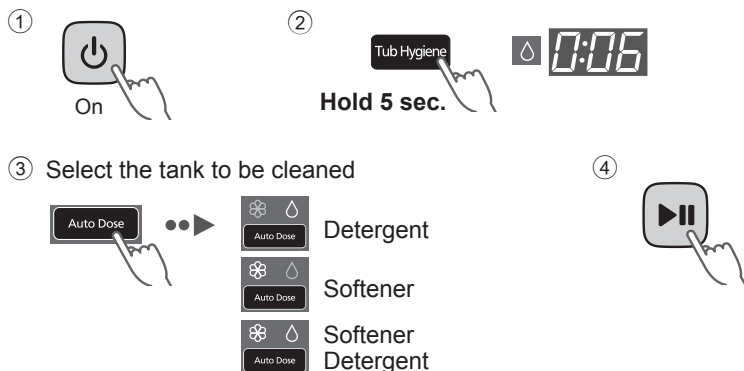 ①
On
②
Tub Hygiene
0:06
Hold 5 sec.
③ Select the tank to be cleaned
Auto Dose
Auto Dose
Detergent
Auto Dose
Softener
Auto Dose
Softener
Detergent
④